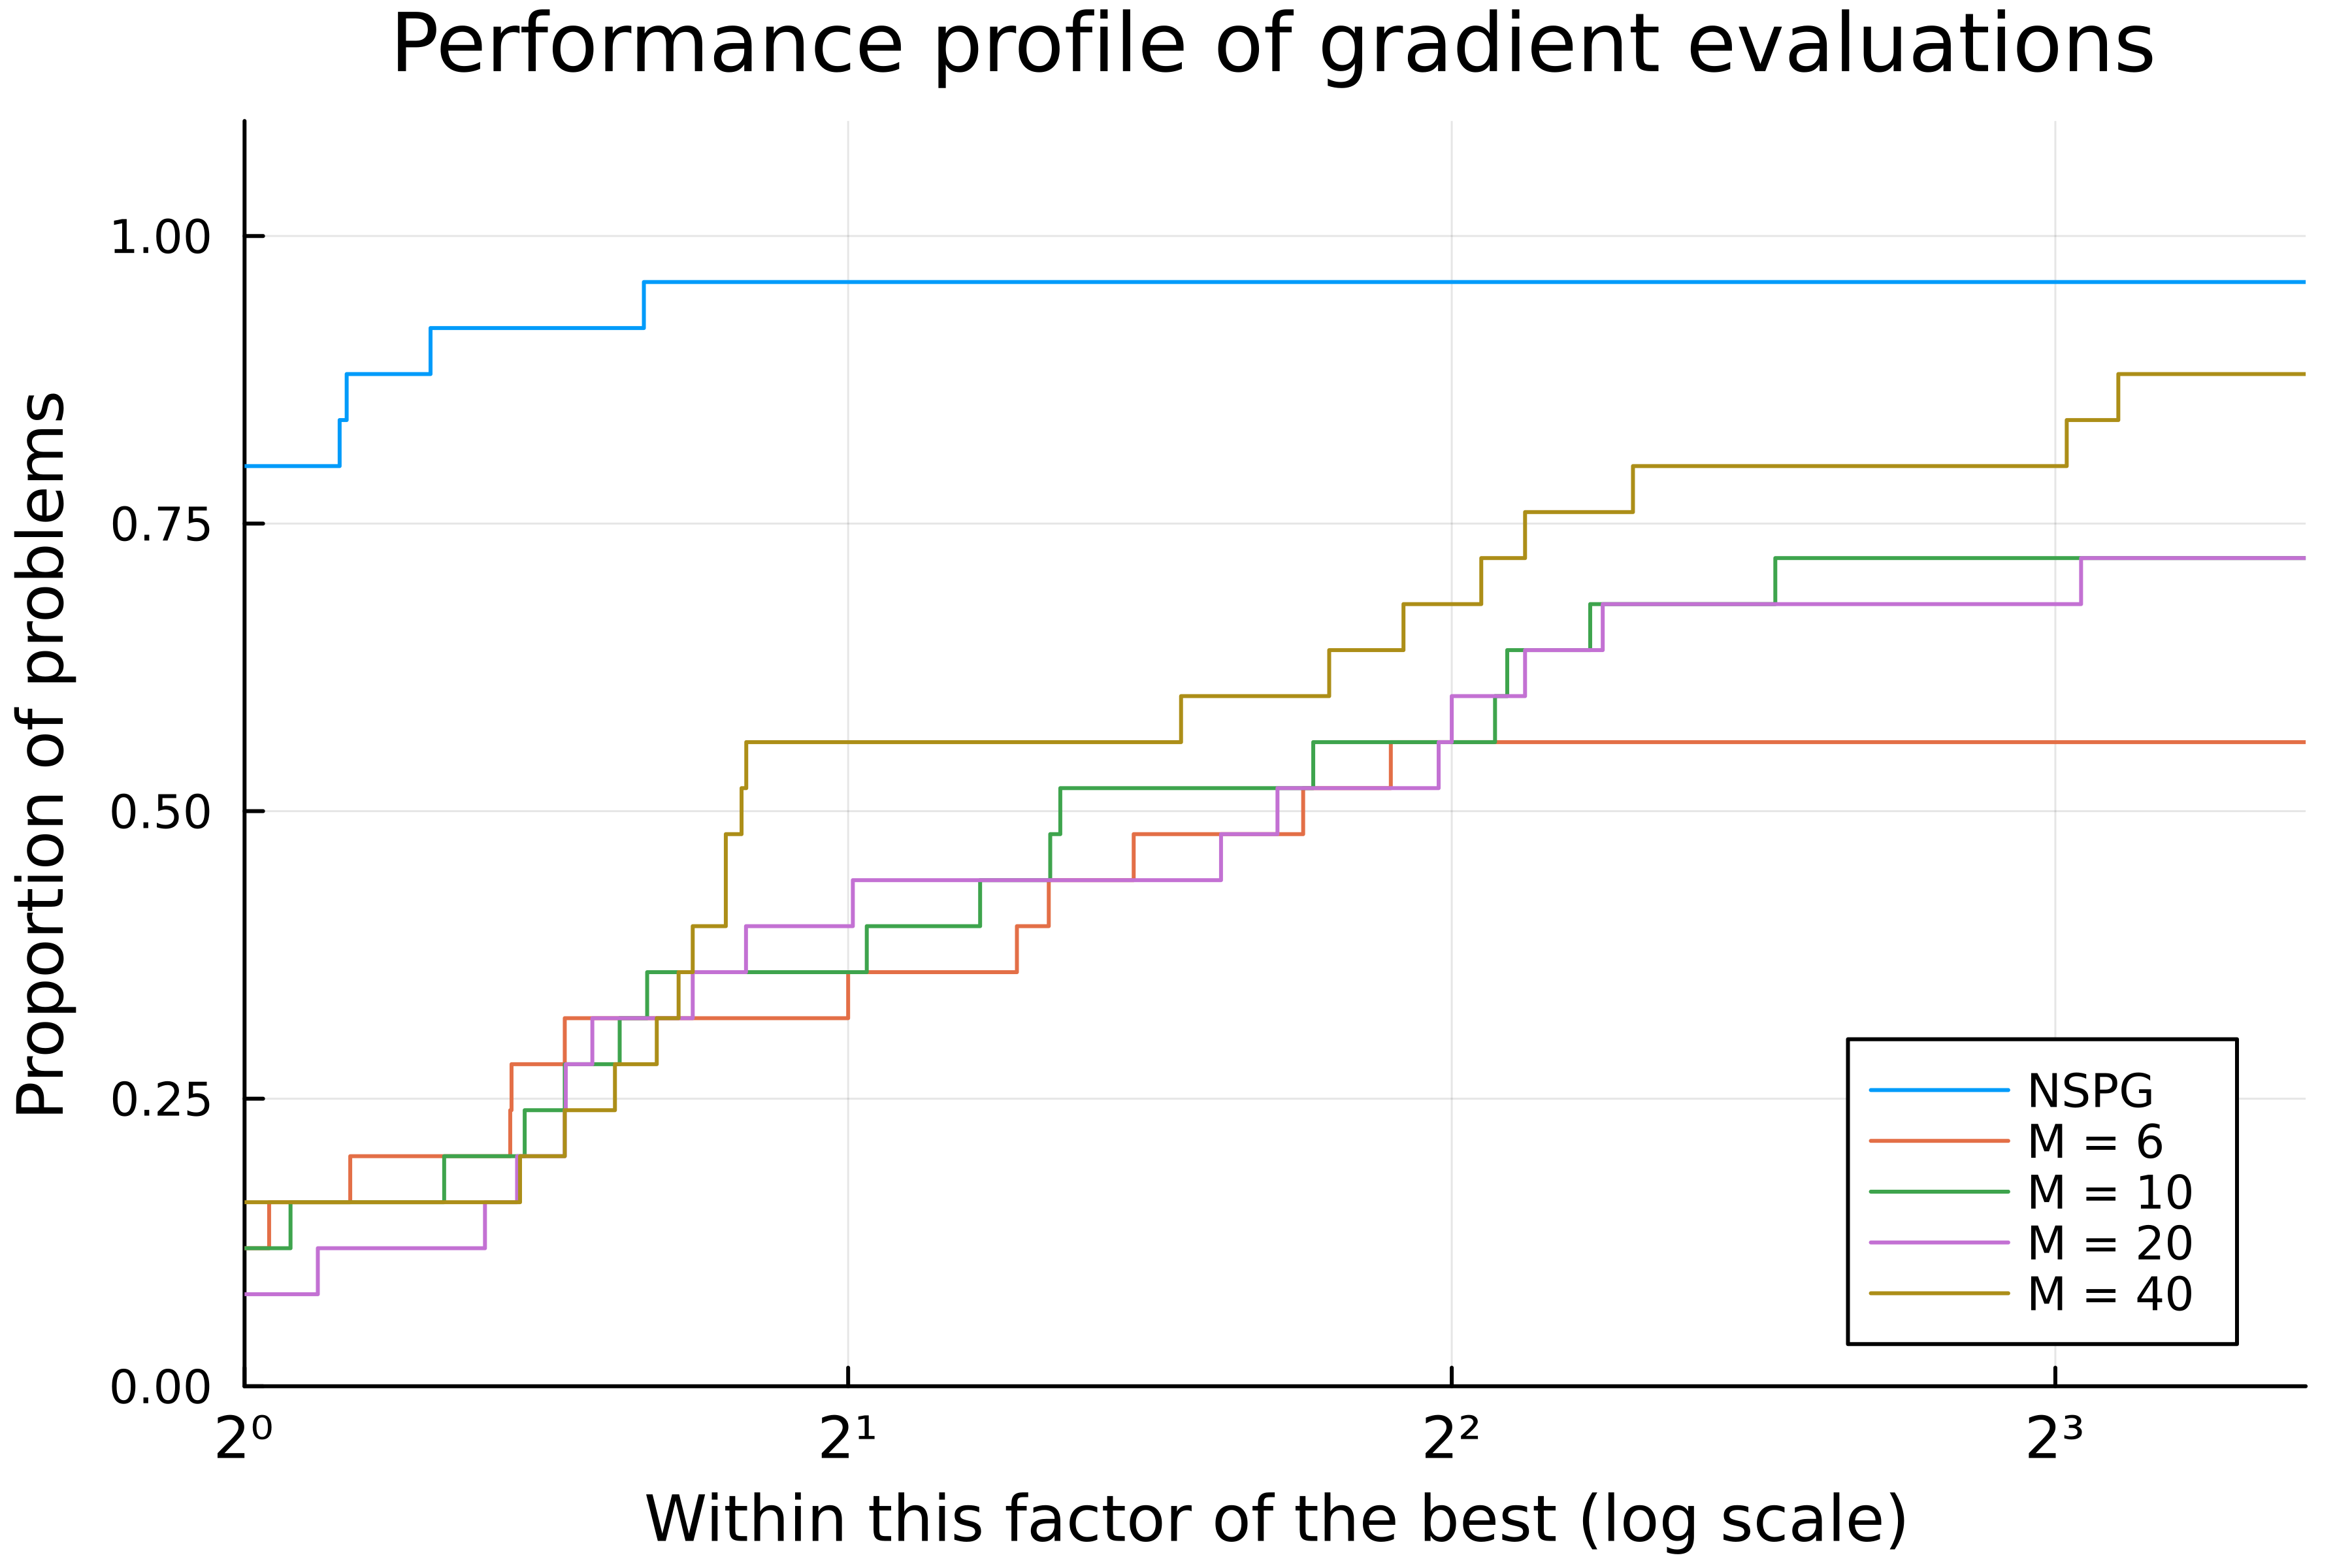 Performance profile of gradient evaluations
Proportion of problems
1.00
0.75
0.50
0.25
0.00
2⁰ 2¹ 2² 2³
Within this factor of the best (log scale)
NSPG
M = 6
M = 10
M = 20
M = 40